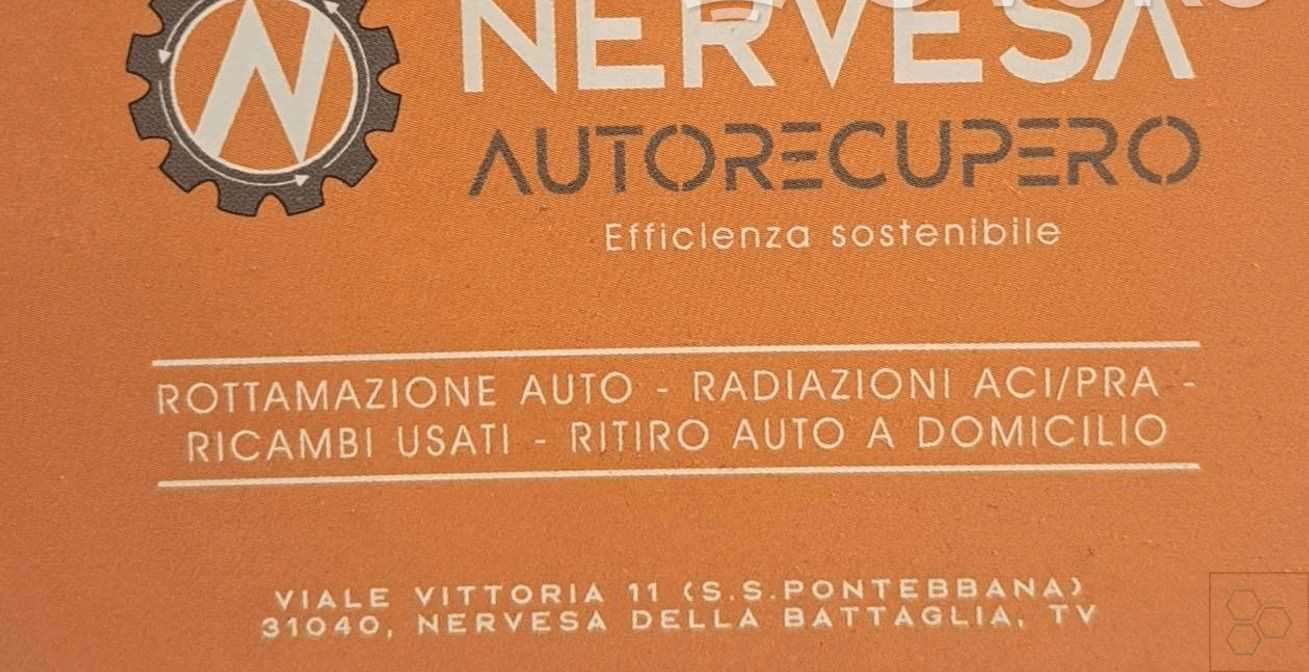 NERVESA
N
AUTORECUPERO
Efficienza sostenibile
ROTTAMAZIONE AUTO - RADIAZIONI ACI/PRA -
RICAMBI USATI - RITIRO AUTO A DOMICILIO
VIALE VITTORIA 11 (S.S.PONTEBBANA)
31040, NERVESA DELLA BATTAGLIA, TV